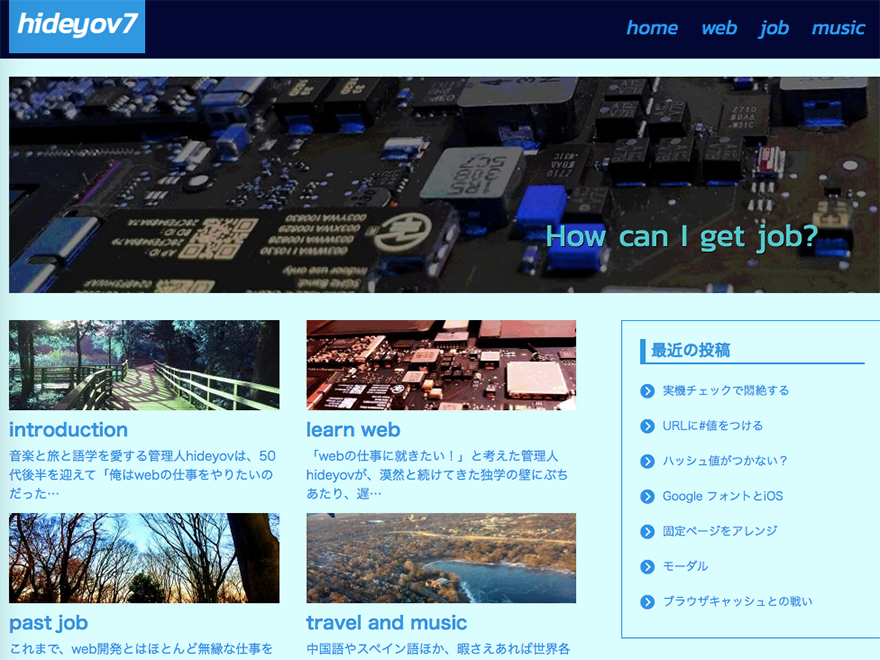 hideyov7
home web job music
How can I get job?
introduction
音楽と旅と語学を愛する管理人hideyovは、50
代後半を迎えて「俺はwebの仕事をやりたいの
だった…
learn web
「webの仕事に就きたい！」と考えた管理人
hideyovが、漠然と続けてきた独学の壁にぶち
あたり、遅…
past job
これまで、web開発とはほとんど無縁な仕事を
travel and music
中国語やスペイン語ほか、暇さえあれば世界各
最近の投稿
実機チェックで悶絶する
URLに#値をつける
ハッシュ値がつかない？
Google フォントとiOS
固定ページをアレンジ
モーダル
ブラウザキャッシュとの戦い